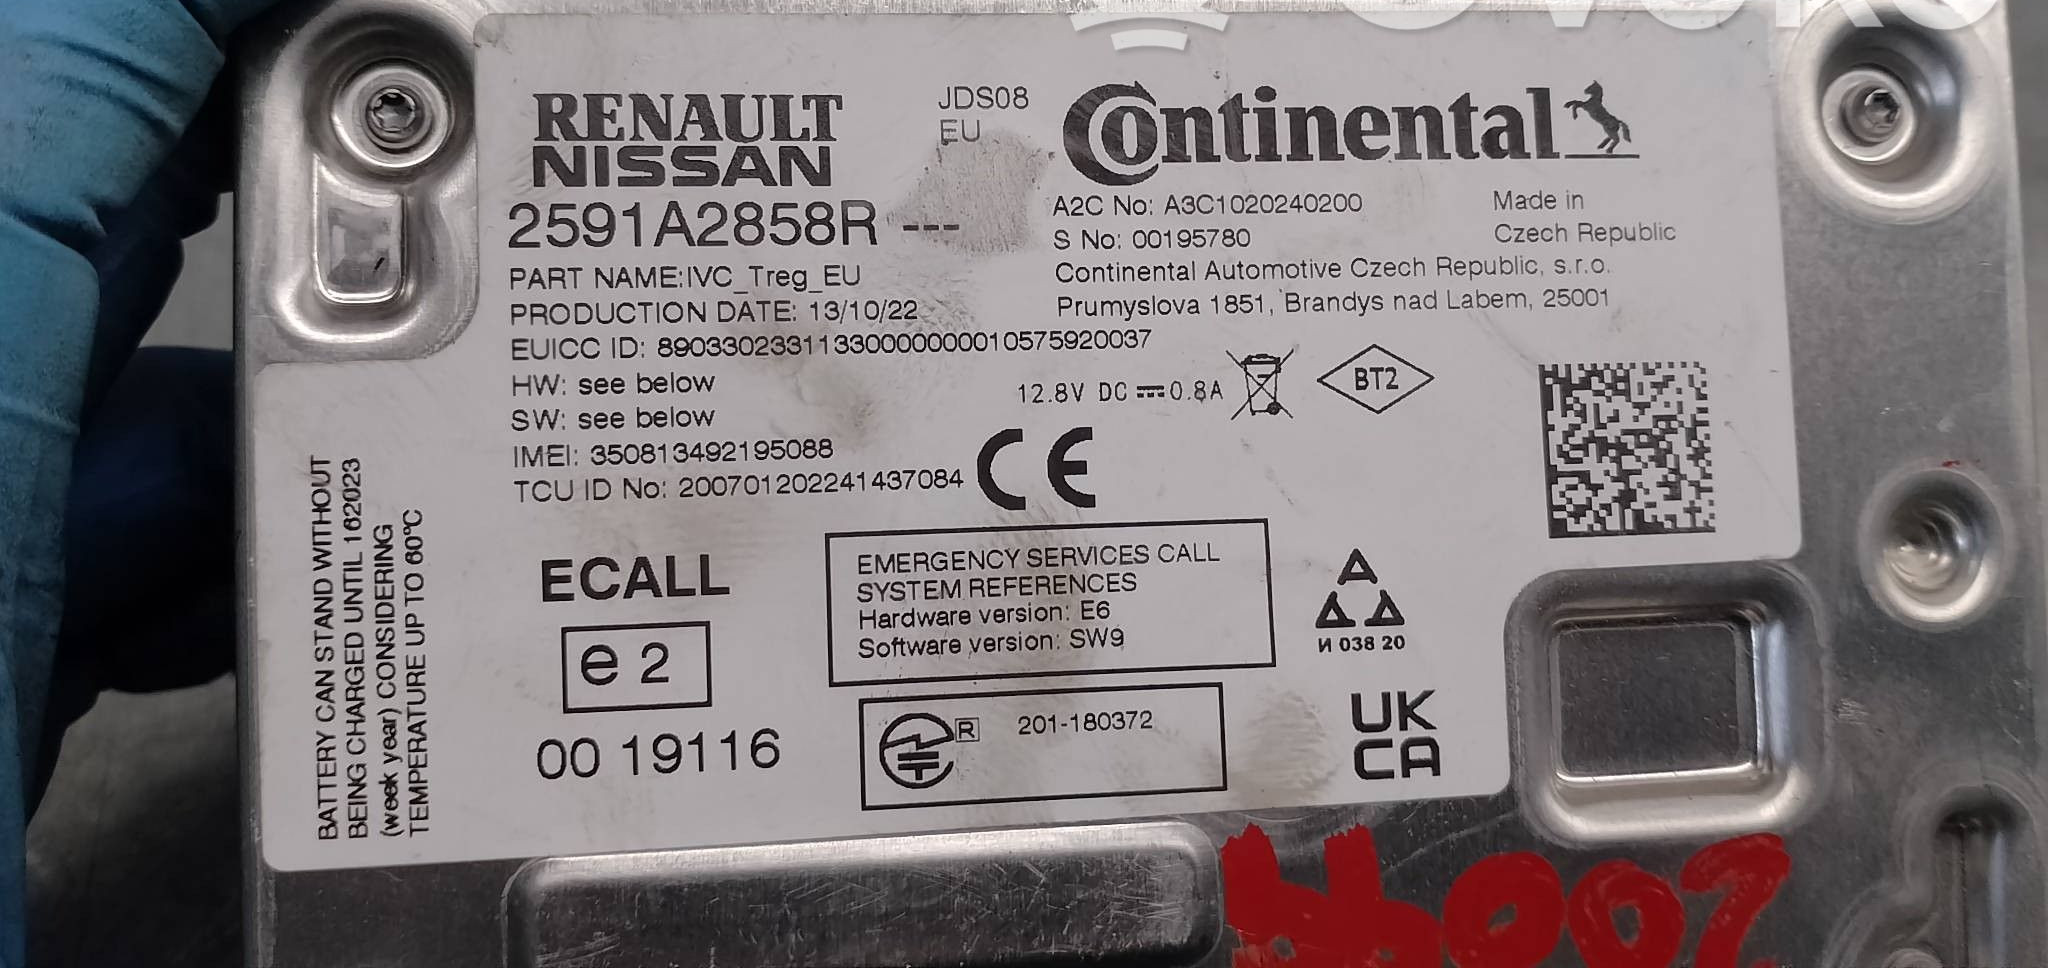 RENAULT
NISSAN
2591A2858R ---
PART NAME:IVC_Treg_EU
PRODUCTION DATE: 13/10/22
EUICC ID: 89033023311330000000010575920037
HW: see below
SW: see below
IMEI: 350813492195088
TCU ID No: 200701202241437084
JDS08
EU
Continental
A2C No: A3C1020240200
S No: 00195780
Made in
Czech Republic
Continental Automotive Czech Republic, s.r.o.
Prumyslova 1851, Brandys nad Labem, 25001
12.8V DC 0.8A
BT2
CE
BATTERY CAN STAND WITHOUT
BEING CHARGED UNTIL 162023
(week year) CONSIDERING
TEMPERATURE UP TO 60°C
ECALL
e2
00 19116
EMERGENCY SERVICES CALL
SYSTEM REFERENCES
Hardware version: E6
Software version: SW9
R 201-180372
И 038 20
UK
CA